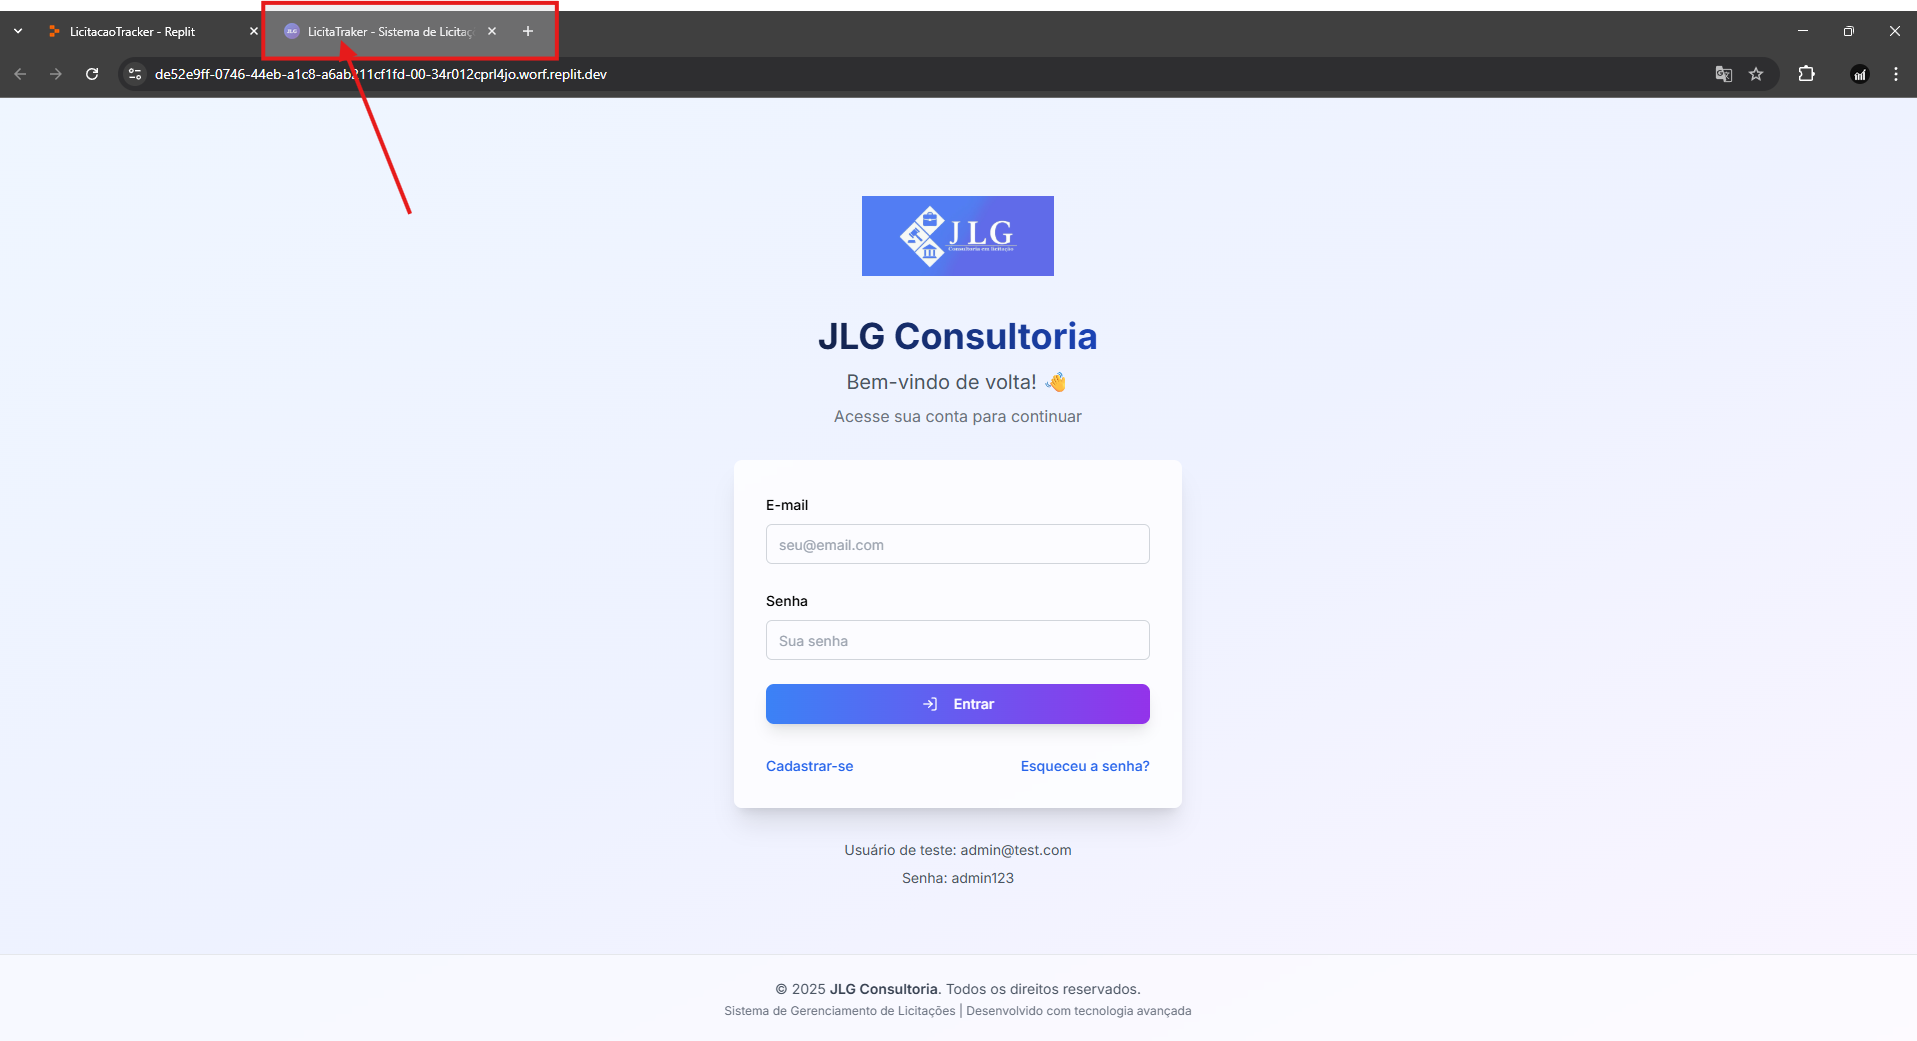 LicitacaoTracker - Replit
LicitaTraker - Sistema de Licitaç
de52e9ff-0746-44eb-a1c8-a6ab211cf1fd-00-34r012cprl4jo.worf.replit.dev
JLG
Consultoria em licitação
JLG Consultoria
Bem-vindo de volta! 👋
Acesse sua conta para continuar
E-mail
seu@email.com
Senha
Sua senha
Entrar
Cadastrar-se
Esqueceu a senha?
Usuário de teste: admin@test.com
Senha: admin123
© 2025 JLG Consultoria. Todos os direitos reservados.
Sistema de Gerenciamento de Licitações | Desenvolvido com tecnologia avançada